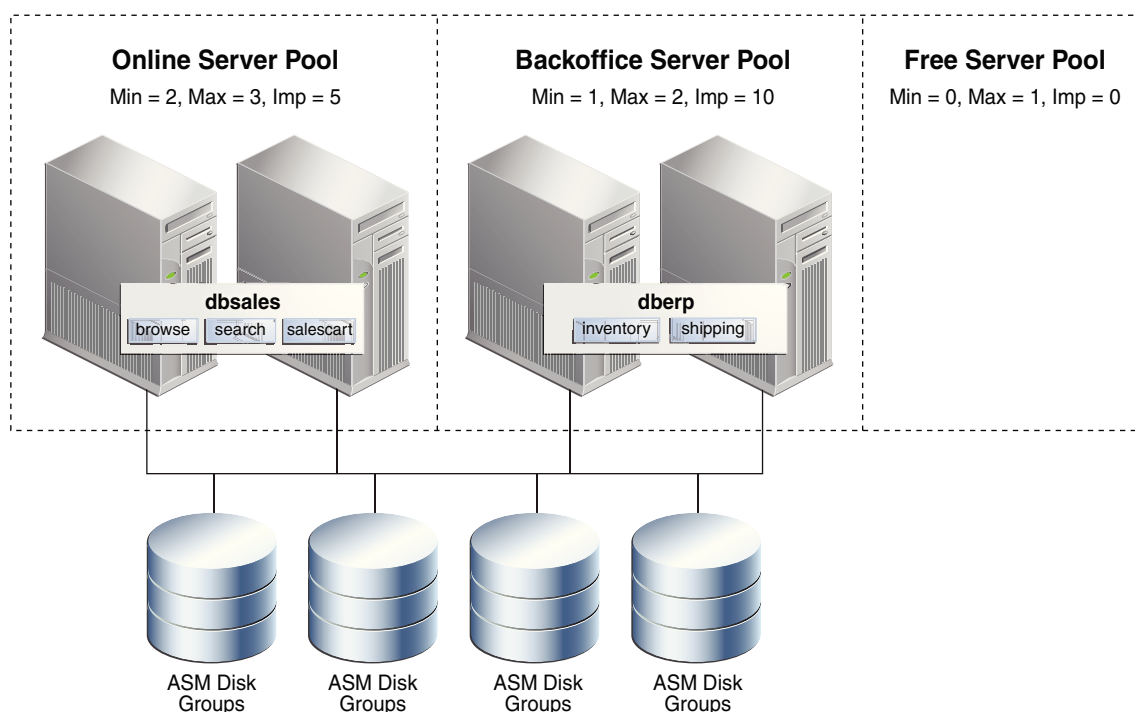 Online Server Pool
Min = 2, Max = 3, Imp = 5
Backoffice Server Pool
Min = 1, Max = 2, Imp = 10
Free Server Pool
Min = 0, Max = 1, Imp = 0
dbsales
browse
search
salescart
dberp
inventory
shipping
ASM Disk
Groups
ASM Disk
Groups
ASM Disk
Groups
ASM Disk
Groups